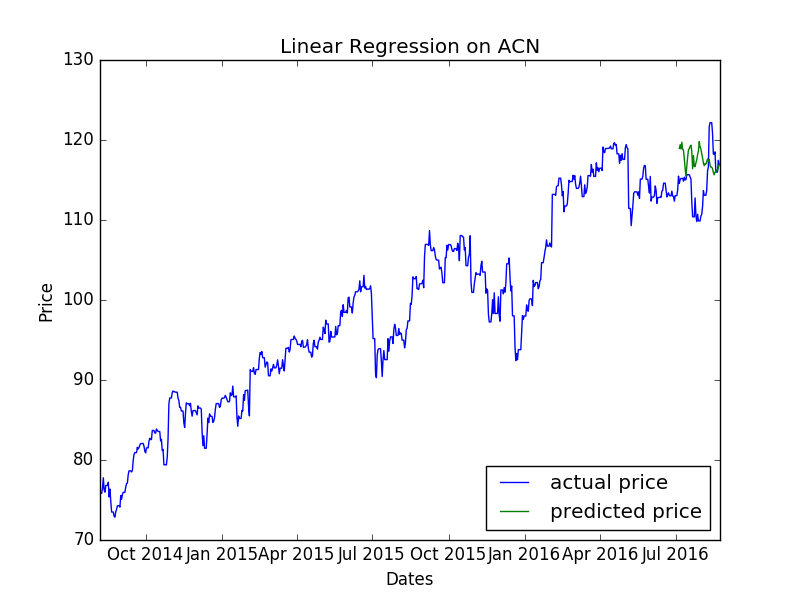 Linear Regression on ACN
130
120
110
100
90
80
70
Price
actual price
predicted price
Oct 2014 Jan 2015 Apr 2015 Jul 2015 Oct 2015 Jan 2016 Apr 2016 Jul 2016
Dates